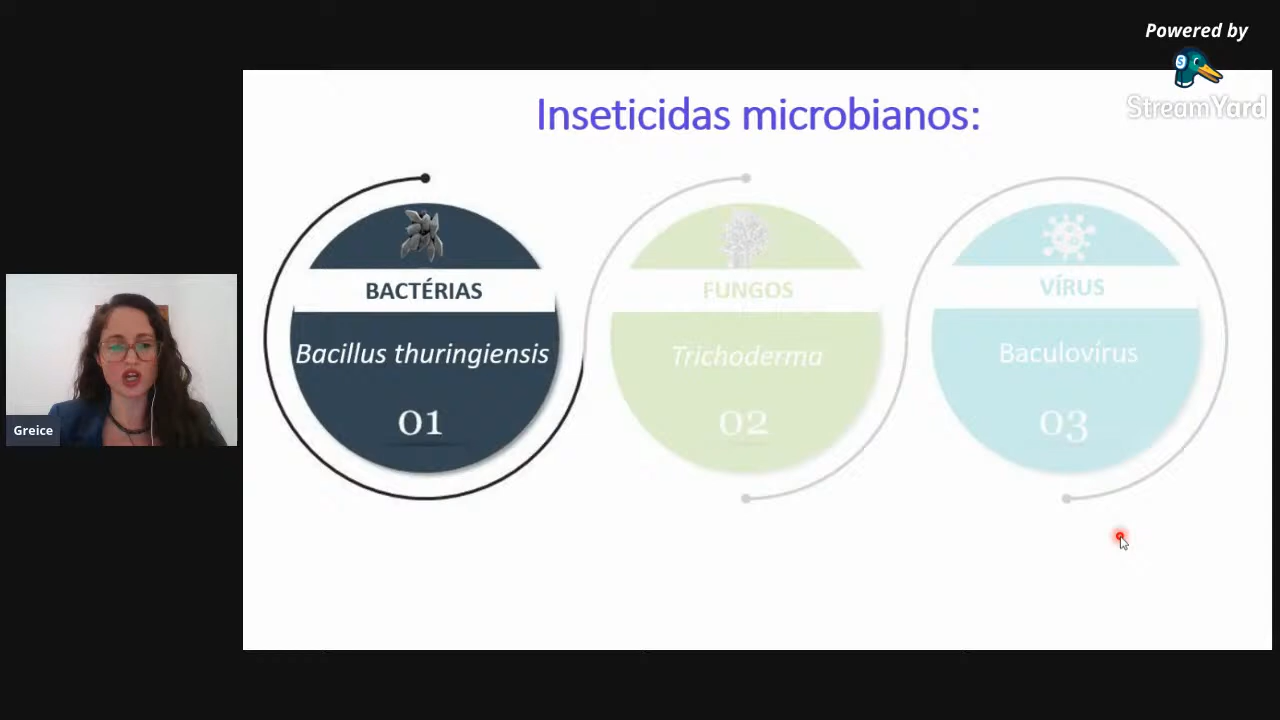 Powered by
StreamYard
Inseticidas microbianos:
BACTÉRIAS
Bacillus thuringiensis
01
FUNGOS
Trichoderma
02
VÍRUS
Baculovírus
03
Greice